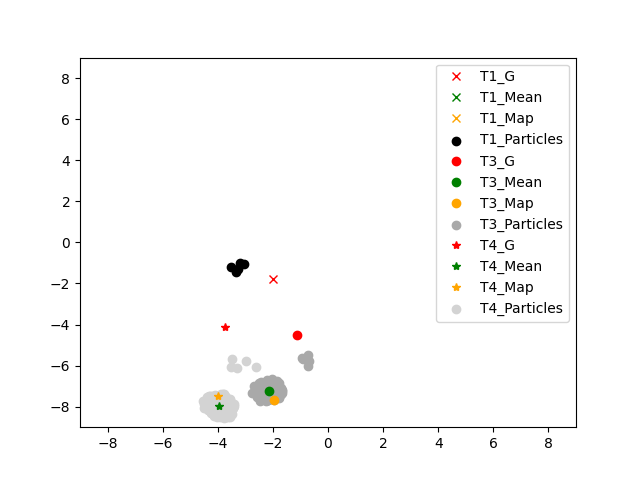 8
6
4
2
0
−2
−4
−6
−8
−8
−6
−4
−2
0
2
4
6
8
T1_G
T1_Mean
T1_Map
T1_Particles
T3_G
T3_Mean
T3_Map
T3_Particles
T4_G
T4_Mean
T4_Map
T4_Particles